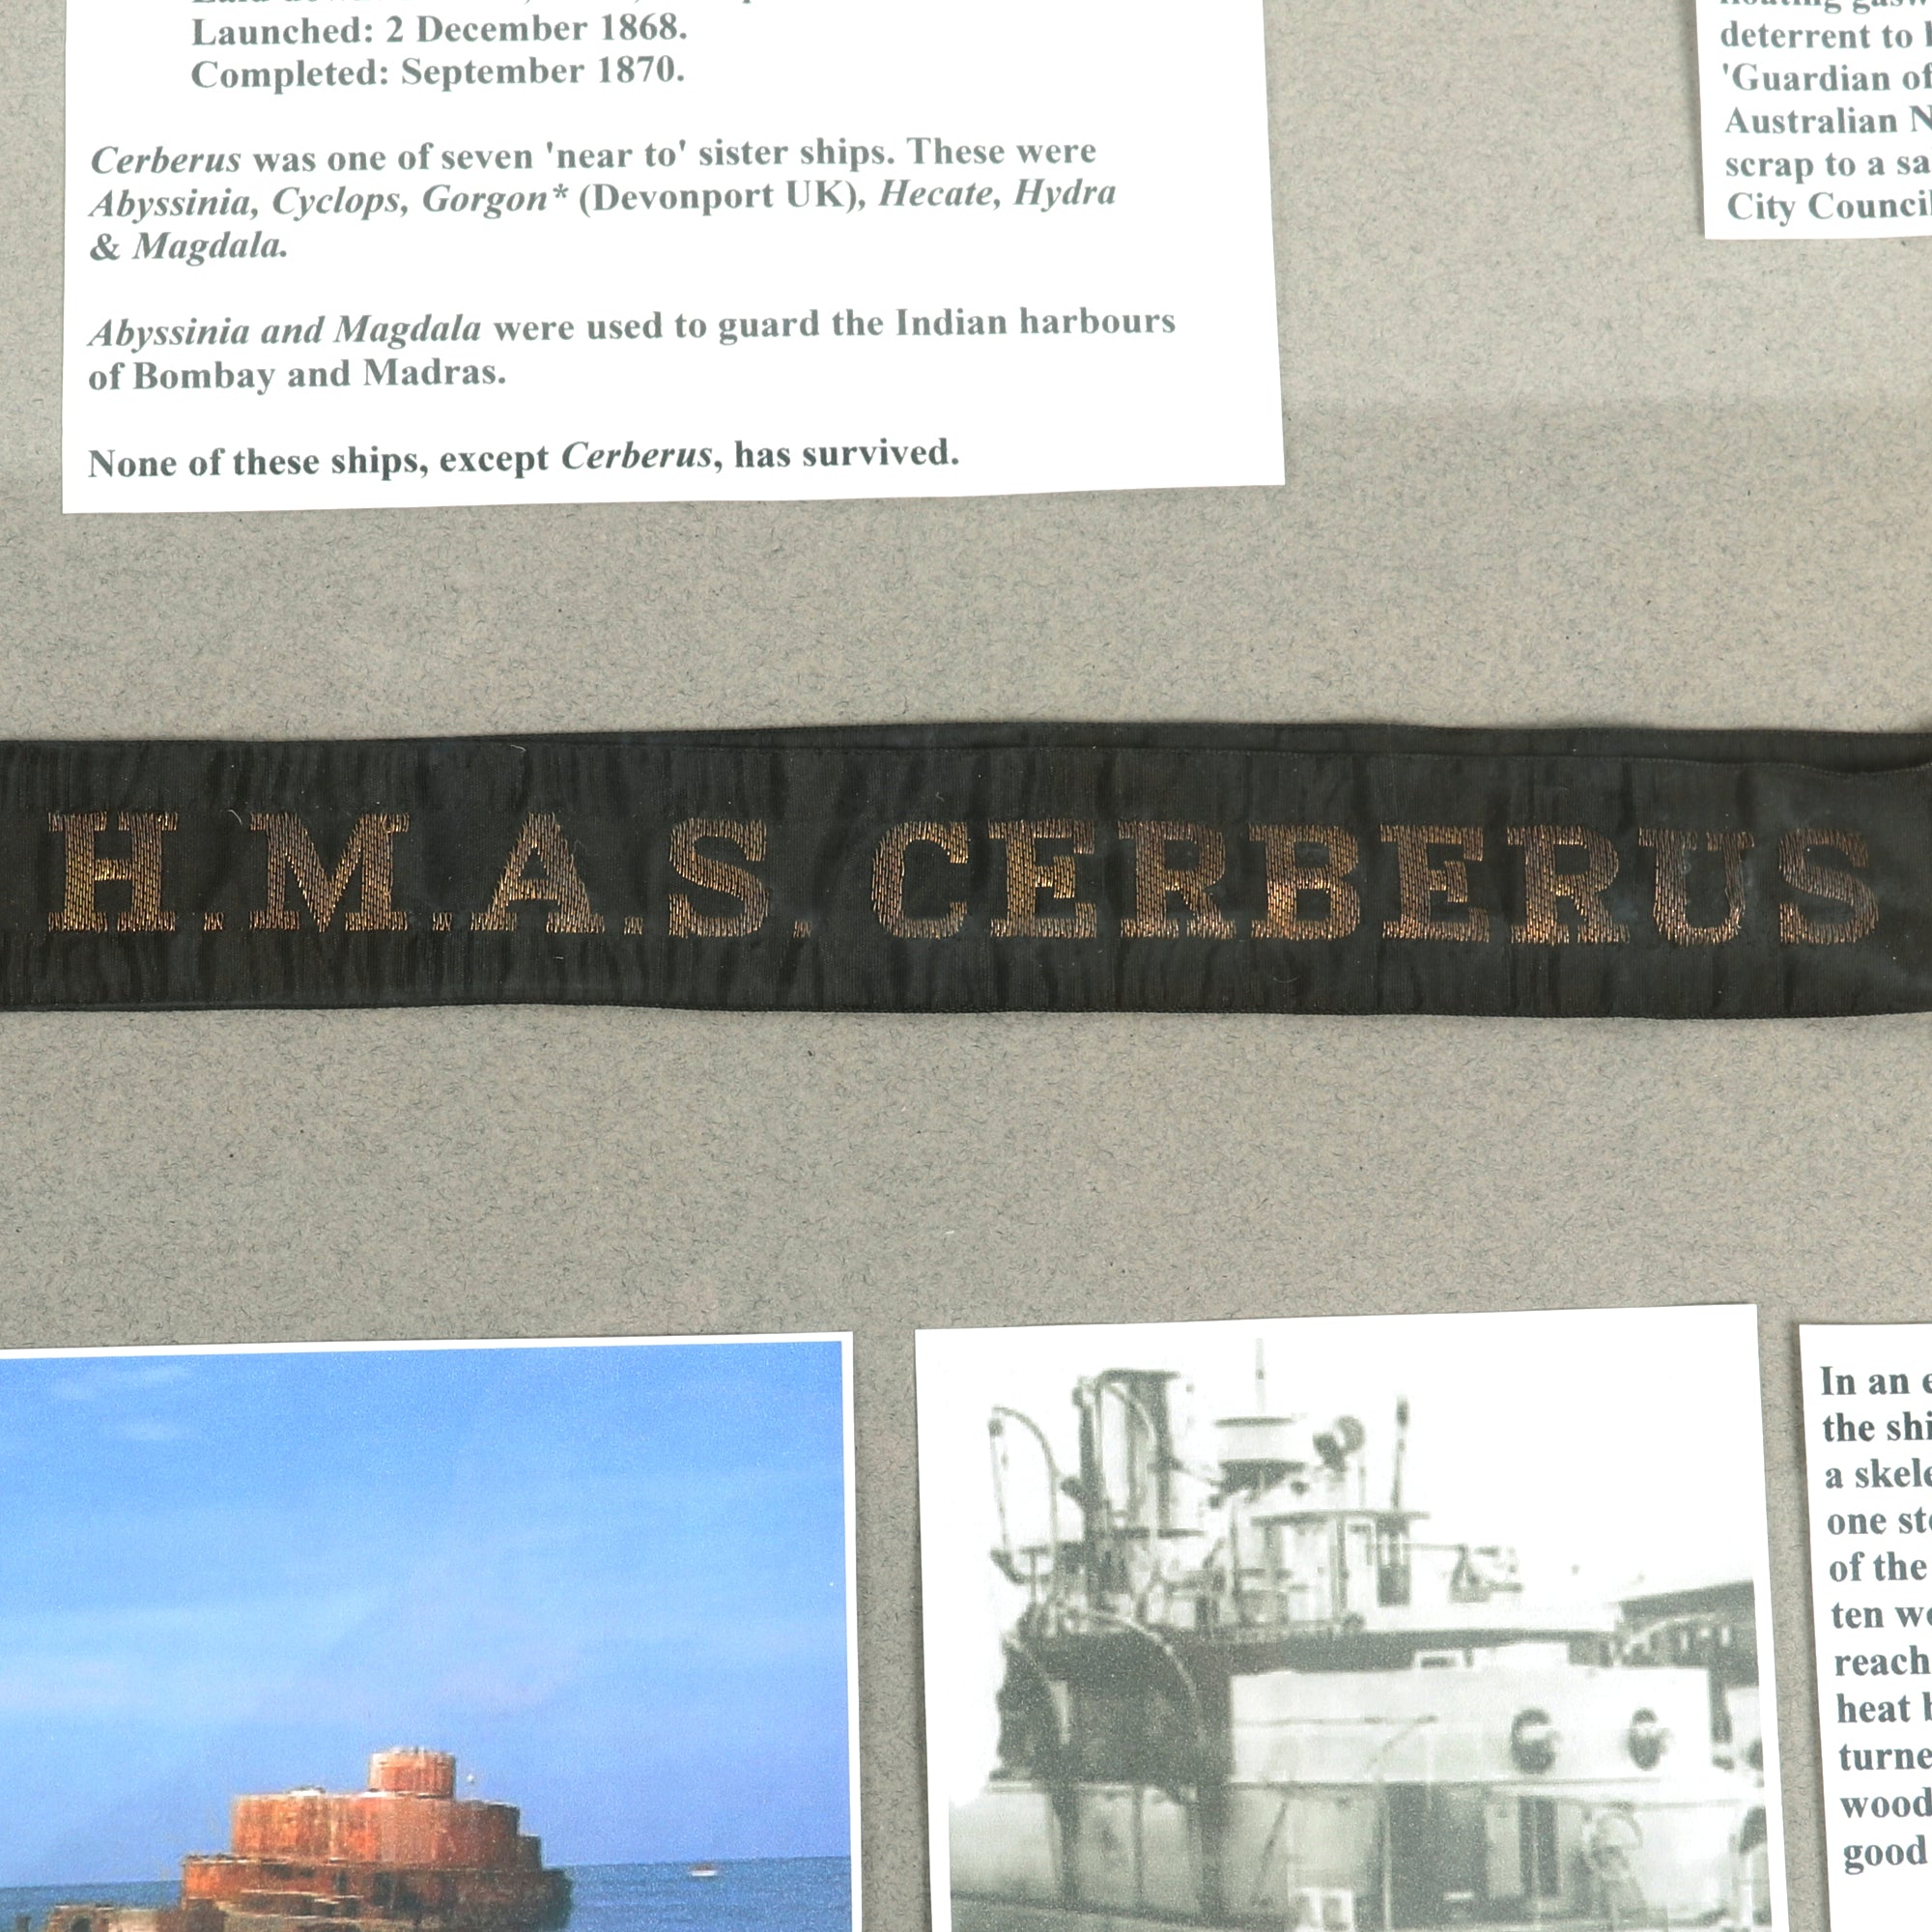 Launched: 2 December 1868.
Completed: September 1870.
Cerberus was one of seven 'near to' sister ships. These were
Abyssinia, Cyclops, Gorgon* (Devonport UK), Hecate, Hydra
& Magdala.
Abyssinia and Magdala were used to guard the Indian harbours
of Bombay and Madras.
None of these ships, except Cerberus, has survived.
deterrent to
'Guardian of
Australian
scrap to a
City Council
H.M.A.S. CERBERUS
In an
the
a
one
of the
ten
reach
heat
turne
wood
good